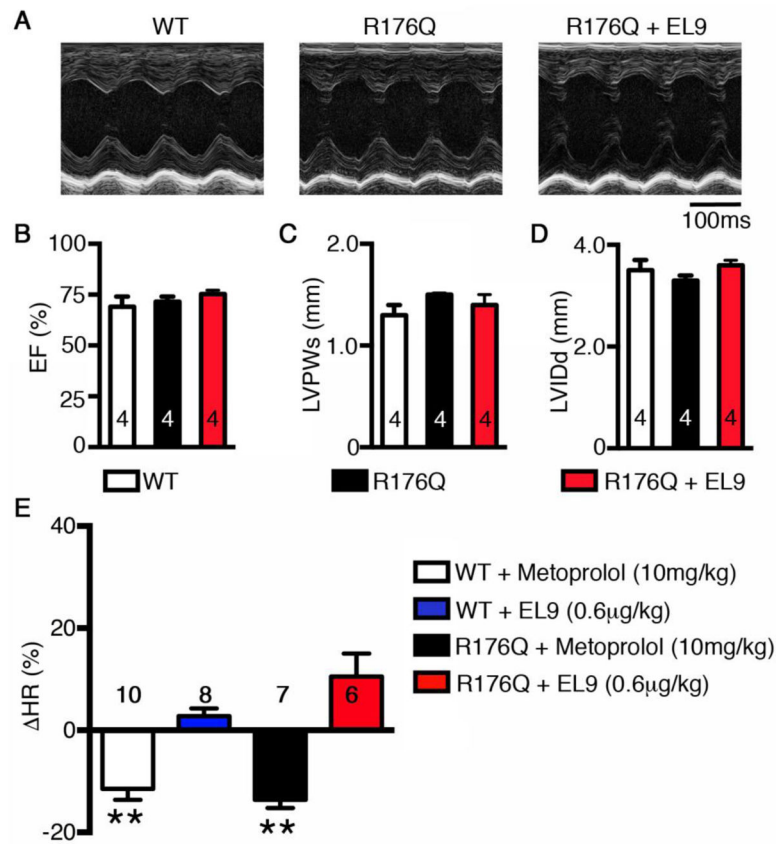 A
WT
R176Q
R176Q + EL9
100ms
B
C
D
100
75
50
25
0
EF (%)
4
4
4
2.0
1.0
0
LVPWs (mm)
4
4
4
4.0
2.0
0
LVIDd (mm)
4
4
4
WT
R176Q
R176Q + EL9
E
40
20
0
-20
ΔHR (%)
10
8
7
6
**
**
WT + Metoprolol (10mg/kg)
WT + EL9 (0.6μg/kg)
R176Q + Metoprolol (10mg/kg)
R176Q + EL9 (0.6μg/kg)